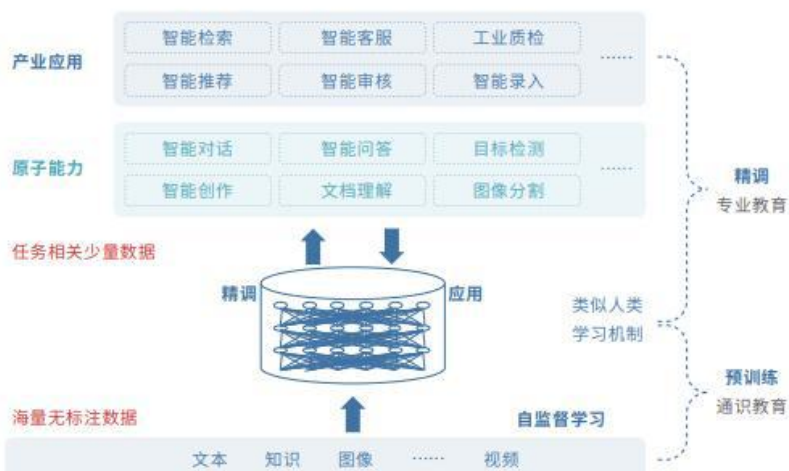 产业应用
智能检索 智能客服 工业质检
智能推荐 智能审核 智能录入
……
原子能力
智能对话 智能问答 目标检测
智能创作 文档理解 图像分割
……
精调
专业教育
任务相关少量数据
精调 应用
类似人类
学习机制
预训练
通识教育
海量无标注数据 自监督学习
文本 知识 图像 …… 视频